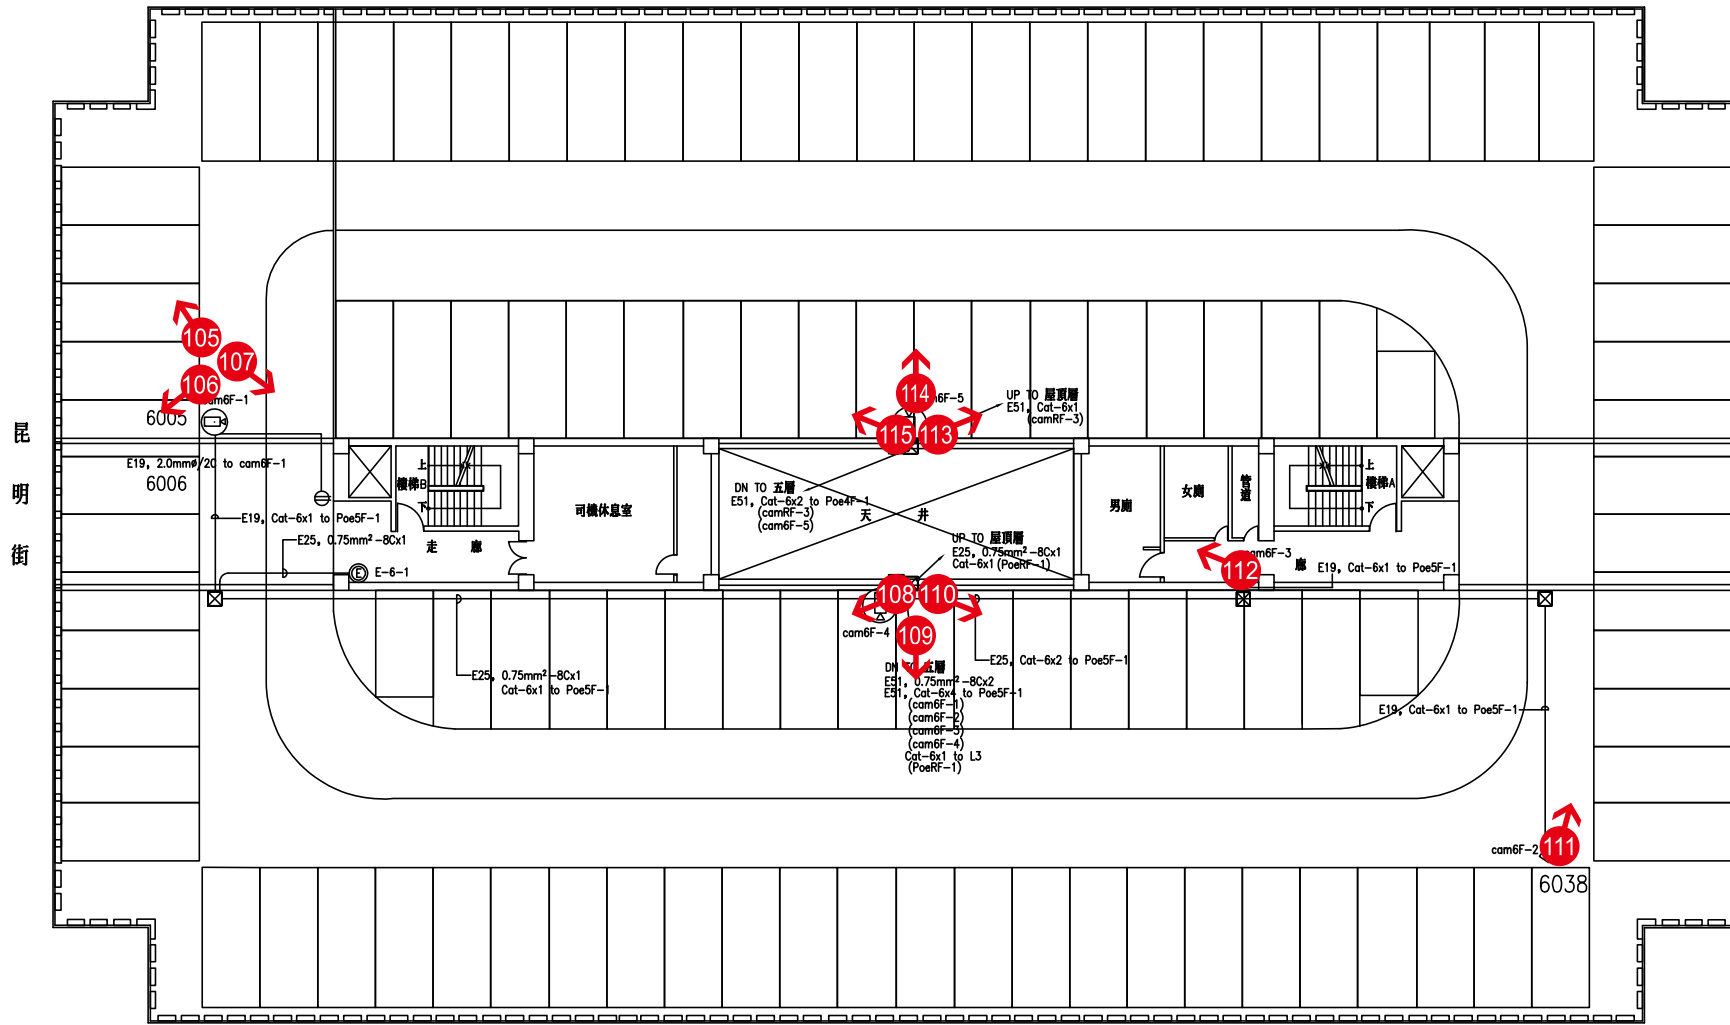 105
107
106
cam6F-1
6005
E19, 2.0mmø/2C to cam6F-1
6006
昆
明
街
E19, Cat-6x1 to Poe5F-1
E25, 0.75mm²-8Cx1
E-6-1
E
上
樓梯B
下
走 廊
司機休息室
114
115
113
UP TO 屋頂層
E51, Cat-6x1
(camRF-3)
DN TO 五層
E51, Cat-6x2 to Poe4F-1
(camRF-3)
(cam6F-5)
天 井
UP TO 屋頂層
E25, 0.75mm²-8Cx1
Cat-6x1 (PoeRF-1)
男廁
女廁
管道
上
樓梯A
下
112
cam6F-3
廊
E19, Cat-6x1 to Poe5F-1
108
110
109
cam6F-4
E25, Cat-6x2 to Poe5F-1
E25, 0.75mm²-8Cx1
Cat-6x1 to Poe5F-1
DN TO 五層
E51, 0.75mm²-8Cx2
E51, Cat-6x4 to Poe5F-1
(cam6F-1)
(cam6F-2)
(cam6F-3)
(cam6F-4)
Cat-6x1 to L3
(PoeRF-1)
E19, Cat-6x1 to Poe5F-1
cam6F-2
111
6038